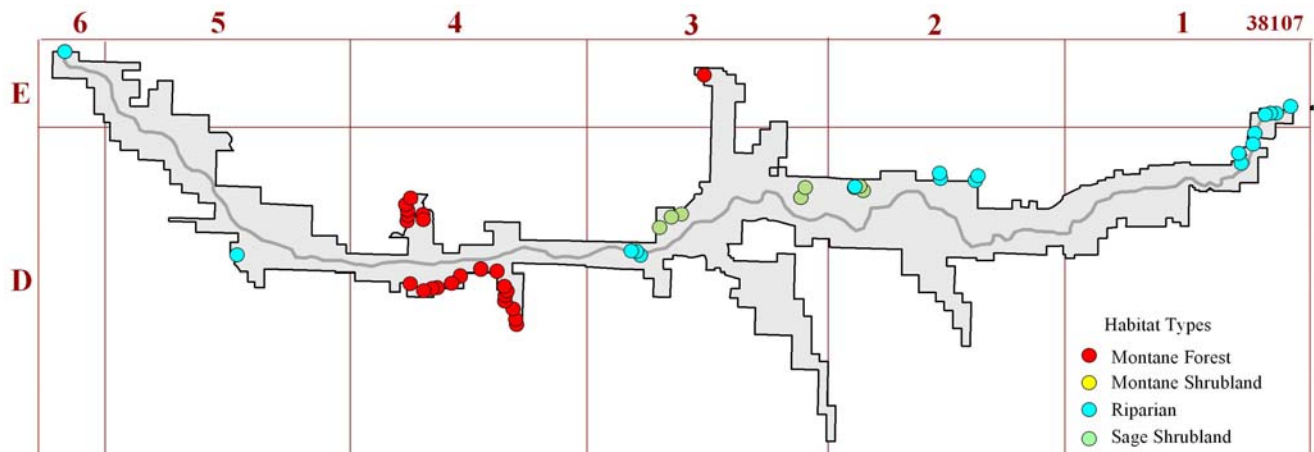 6 5 4 3 2 1 38107
E
D
Habitat Types
Montane Forest
Montane Shrubland
Riparian
Sage Shrubland